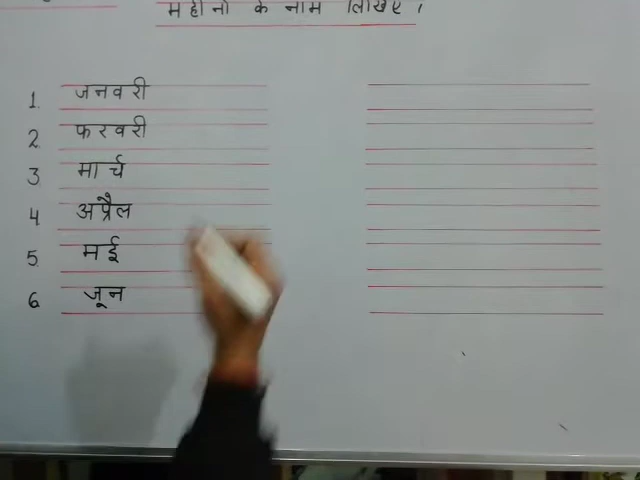 महीनो के नाम लिखिए।
1. जनवरी
2. फरवरी
3 मार्च
4 अप्रैल
5. मई
6. जून